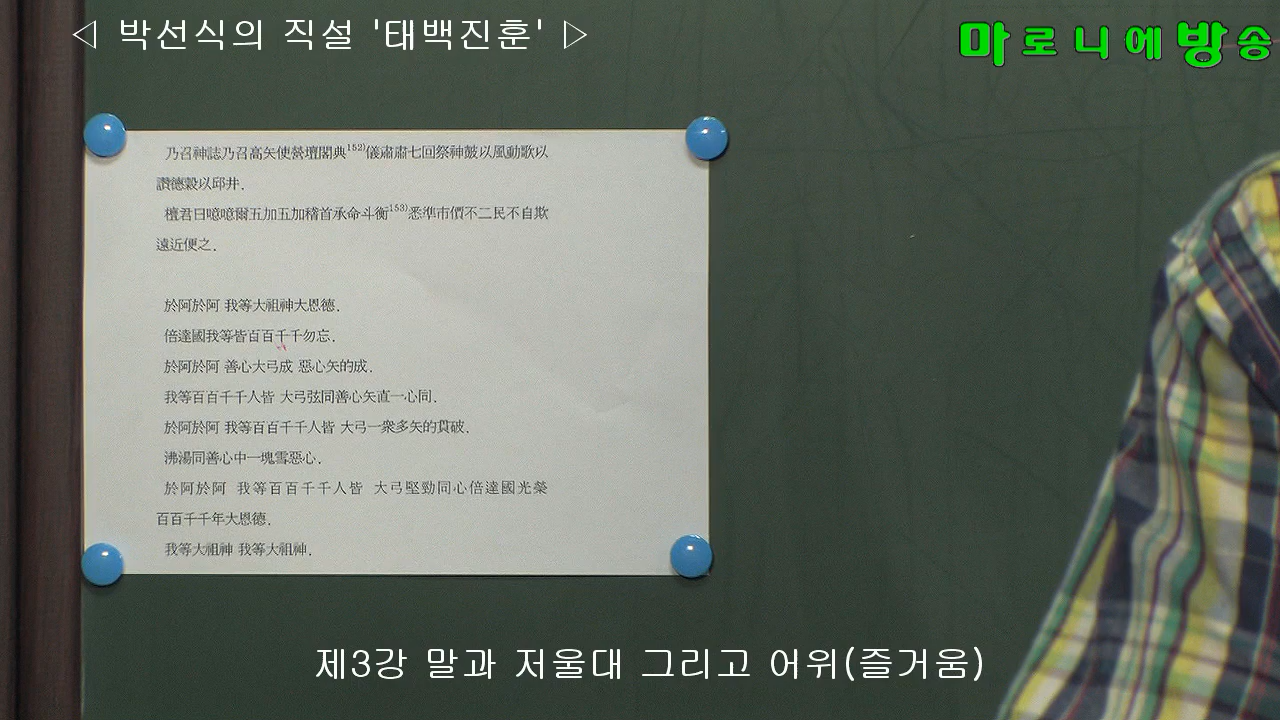 ◁ 박선식의 직설 '태백진훈' ▷
마로니에방송
乃召神誌乃召高矢使營壇閣典152)儀肅肅七回祭神鼓以風動歌以
讚德穀以邱井.
檀君曰噫噫爾五加五加稽首承命斗衡153)悉準市價不二民不自欺
遠近便之.
於阿於阿 我等大祖神大恩德.
倍達國我等皆百百千千勿忘.
於阿於阿 善心大弓成 惡心矢的成.
我等百百千千人皆 大弓弦同善心矢直一心同.
於阿於阿 我等百百千千人皆 大弓一衆多矢的貫破.
沸湯同善心中一塊雪惡心.
於阿於阿 我等百百千千人皆 大弓堅勁同心倍達國光榮
百百千千年大恩德.
我等大祖神 我等大祖神.
제3강 말과 저울대 그리고 어위(즐거움)